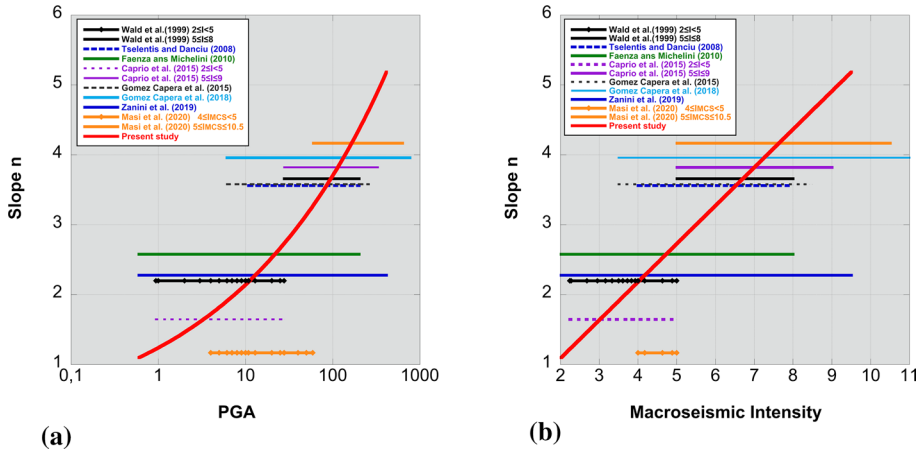 Wald et al.(1999) 2≤I<5
Wald et al.(1999) 5≤I≤8
Tselentis and Danciu (2008)
Faenza ans Michelini (2010)
Caprio et al. (2015) 2≤I<5
Caprio et al. (2015) 5≤I≤9
Gomez Capera et al. (2015)
Gomez Capera et al. (2018)
Zanini et al. (2019)
Masi et al. (2020) 4≤IMCS<5
Masi et al. (2020) 5≤IMCS≤10.5
Present study
6
5
4
3
2
1
Slope n
0,1
1
10
100
1000
PGA
(a)
Wald et al.(1999) 2≤I<5
Wald et al.(1999) 5≤I≤8
Tselentis and Danciu (2008)
Faenza ans Michelini (2010)
Caprio et al. (2015) 2≤I<5
Caprio et al. (2015) 5≤I≤9
Gomez Capera et al. (2015)
Gomez Capera et al. (2018)
Zanini et al. (2019)
Masi et al. (2020) 4≤IMCS<5
Masi et al. (2020) 5≤IMCS≤10.5
Present study
6
5
4
3
2
1
Slope n
2 3 4 5 6 7 8 9 10 11
Macroseismic Intensity
(b)